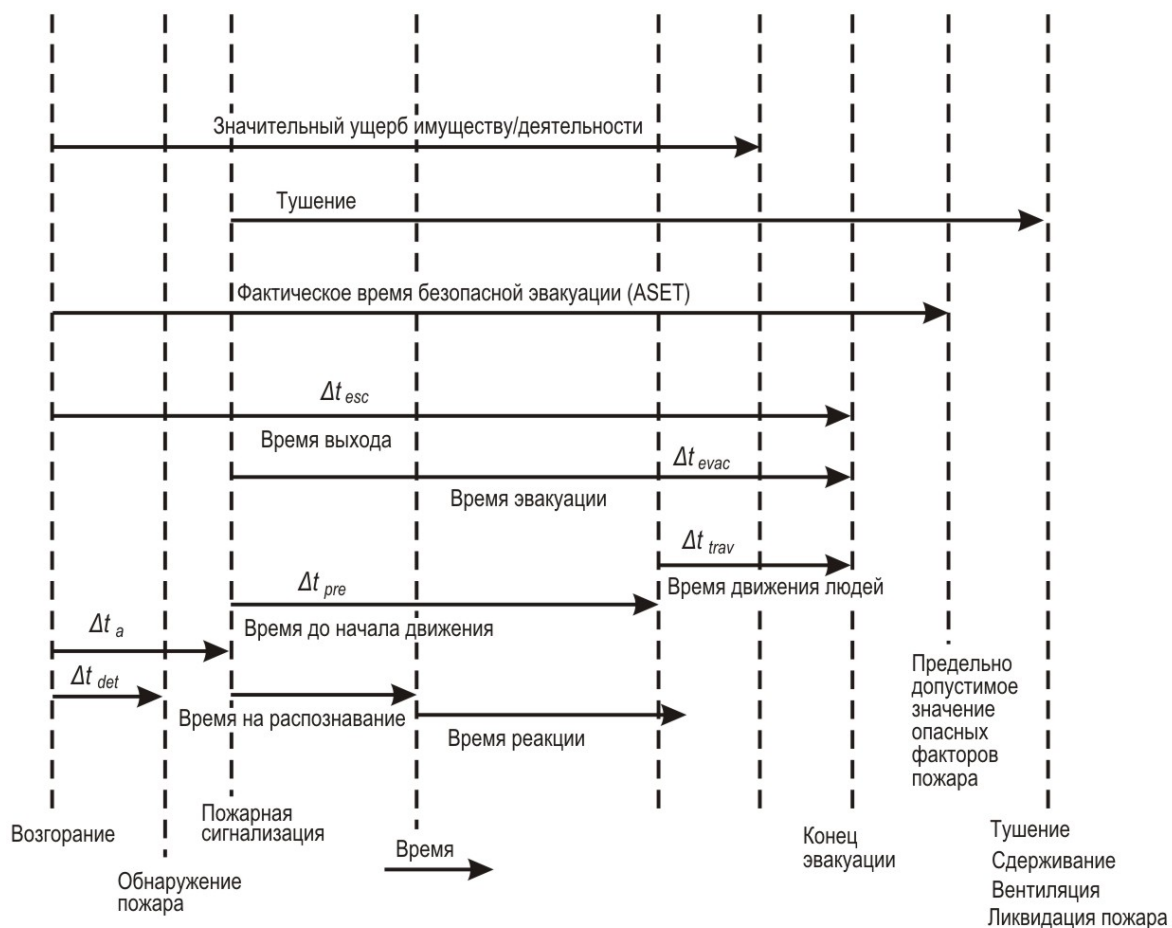 Значительный ущерб имуществу/деятельности
Тушение
Фактическое время безопасной эвакуации (ASET)
Δt esc
Время выхода
Δt evac
Время эвакуации
Δt trav
Время движения людей
Δt pre
Время до начала движения
Δt a
Δt det
Время на распознавание
Время реакции
Предельно
допустимое
значение
опасных
факторов
пожара
Возгорание
Обнаружение
пожара
Пожарная
сигнализация
Время
Конец
эвакуации
Тушение
Сдерживание
Вентиляция
Ликвидация пожара